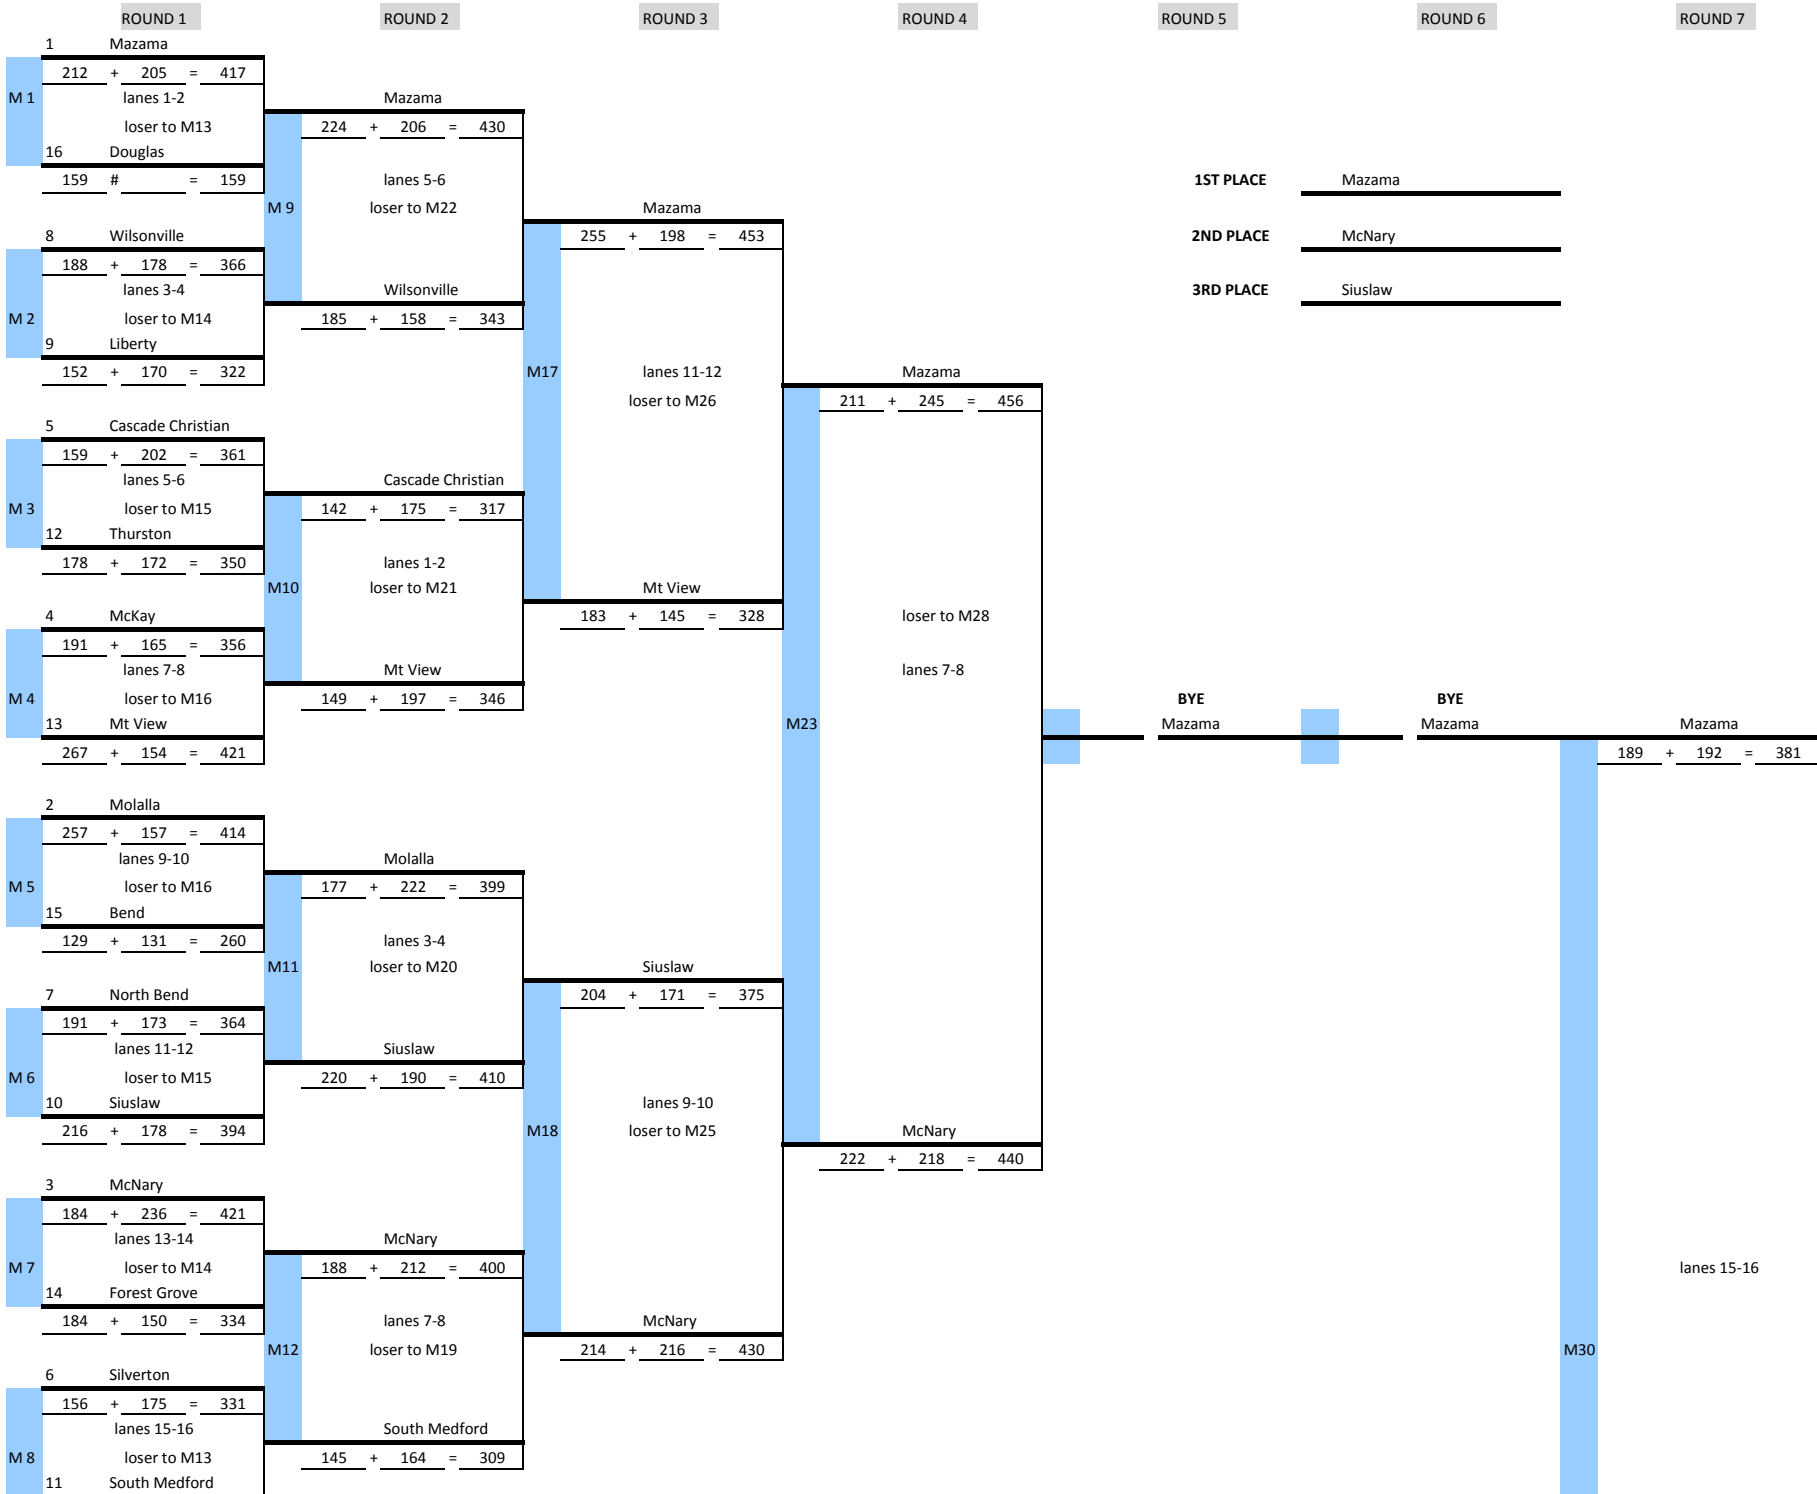 ROUND 1 ROUND 2 ROUND 3 ROUND 4 ROUND 5 ROUND 6 ROUND 7
1 Mazama
212 + 205 = 417
M 1 lanes 1-2 Mazama
loser to M13 224 + 206 = 430
16 Douglas
159 # = 159 lanes 5-6 1ST PLACE Mazama
M 9 loser to M22 Mazama
8 Wilsonville 255 + 198 = 453 2ND PLACE McNary
188 + 178 = 366
lanes 3-4 Wilsonville 3RD PLACE Siuslaw
M 2 loser to M14 185 + 158 = 343
9 Liberty
152 + 170 = 322 M17 lanes 11-12 Mazama
loser to M26 211 + 245 = 456
5 Cascade Christian
159 + 202 = 361
lanes 5-6 Cascade Christian
M 3 loser to M15 142 + 175 = 317
12 Thurston
178 + 172 = 350 lanes 1-2
M10 loser to M21 Mt View
4 McKay 183 + 145 = 328 loser to M28
191 + 165 = 356
lanes 7-8 Mt View lanes 7-8
M 4 loser to M16 149 + 197 = 346 BYE BYE
13 Mt View M23 Mazama Mazama Mazama
267 + 154 = 421 189 + 192 = 381
2 Molalla
257 + 157 = 414
lanes 9-10 Molalla
M 5 loser to M16 177 + 222 = 399
15 Bend
129 + 131 = 260 lanes 3-4
M11 loser to M20 Siuslaw
7 North Bend 204 + 171 = 375
191 + 173 = 364
lanes 11-12 Siuslaw
M 6 loser to M15 220 + 190 = 410
10 Siuslaw lanes 9-10
216 + 178 = 394 M18 loser to M25 McNary
222 + 218 = 440
3 McNary
184 + 236 = 421
lanes 13-14 McNary
M 7 loser to M14 188 + 212 = 400 lanes 15-16
14 Forest Grove
184 + 150 = 334 lanes 7-8 McNary
M12 loser to M19 214 + 216 = 430 M30
6 Silverton
156 + 175 = 331
lanes 15-16 South Medford
M 8 loser to M13 145 + 164 = 309
11 South Medford